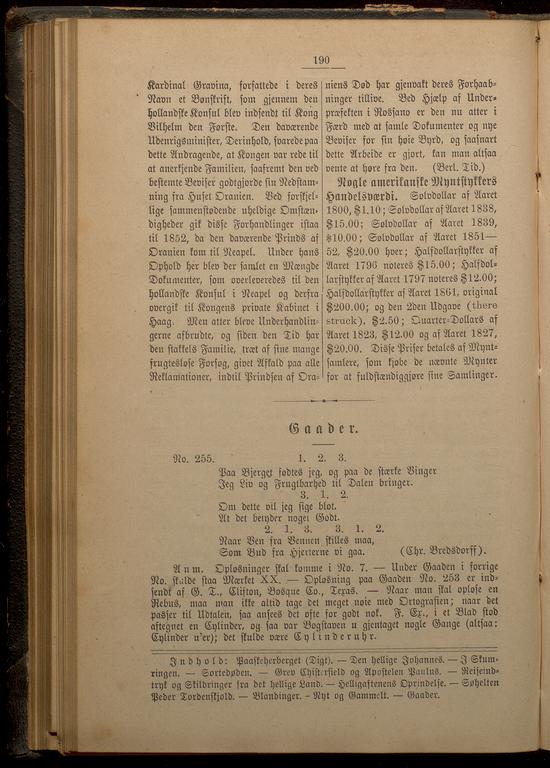 190
Kardinal Gravina, forfattede i deres
Navn et Bønskrift, som gjennem den
hollandske Konsul blev indsendt til Kong
Vilhelm den Første. Den daværende
Udenrigsminister, Derinhold, svarede paa
dette Andragende, at Kongen var rede til
at anerkjende Familien, saafremt den ved
bestemte Beviser godtgjorde sin Nedstam-
ning fra Huset Oranien. Ved forskjel-
lige sammenstødende uheldige Omstæn-
digheder gik disse Forhandlinger istaa
til 1852, da den daværende Prinds af
Oranien kom til Neapel. Under hans
Ophold her blev der samlet en Mængde
Dokumenter, som overleveredes til den
hollandske Konsul i Neapel og derfra
overgik til Kongens private Kabinet i
Haag. Men atter bleve Underhandlin-
gerne afbrudte, og siden den Tid har
den stakkels Familie, træt af sine mange
frugtesløse Forsøg, givet Afkald paa alle
Reklamationer, indtil Prindsen af Ora-
niens Død har gjenvakt deres Forhaab-
ninger tillive. Ved Hjælp af Under-
præfekten i Rossano er den nu atter i
Færd med at samle Dokumenter og nye
Beviser for sin høie Byrd, og saasnart
dette Arbeide er gjort, kan man altsaa
vente at høre fra den. (Berl. Tid.)
Nogle amerikanske Myntstykkers
Handelsværdi. Sølvdollar af Aaret
1800, $1.10; Sølvdollar af Aaret 1838,
$15.00; Sølvdollar af Aaret 1839,
$10.00; Sølvdollar af Aaret 1851—
52, $20.00 hver; Halfdollarstykker af
Aaret 1796 noteres $15.00; Halfdol-
larstykker af Aaret 1797 noteres $12.00;
Halfdollarstykker af Aaret 1861, original
$200.00; og den 2den Udgave (there
struck), $2.50; Quarter-Dollars af
Aaret 1823, $12.00 og af Aaret 1827,
$20.00. Disse Priser betales af Mynt-
samlere, som kjøbe de nævnte Mynter
for at fuldstændiggjøre sine Samlinger.
Gaader.
No. 255. 1. 2. 3.
Paa Bjerget fødtes jeg, og paa de stærke Vinger
Jeg Liv og Frugtbarhed til Dalen bringer.
3. 1. 2.
Om dette vil jeg sige blot,
At det betyder noget Godt.
2. 1. 3. 3. 1. 2.
Naar Ven fra Vennen skilles maa,
Som Bud fra Hjerterne vi gaa. (Chr. Bredsdorff).
Anm. Opløsninger skal komme i No. 7. — Under Gaaden i forrige
No. skulde staa Mærket XX. — Opløsning paa Gaaden No. 253 er ind-
sendt af G. T., Clifton, Bosque Co., Texas. — Naar man skal opløse en
Rebus, maa man ikke altid tage det meget nøie med Ortografien; naar det
passer til Udtalen, saa ansees det ofte for godt nok. F. Ex., i et Blad stod
aftegnet en Cylinder, og saa var Bogstaven u gjentaget nogle Gange (altsaa:
Cylinder u'er); det skulde være Cylinderuhr.
Indhold: Paaskeherberget (Digt). — Den hellige Johannes. — I Skum-
ringen. — Sortedøden. — Grev Chesterfield og Apostelen Paulus. — Reiseind-
tryk og Skildringer fra det hellige Land. — Helligaftenens Oprindelse. — Søhelten
Peder Tordenskjold. — Blandinger. - Nyt og Gammelt. — Gaader.